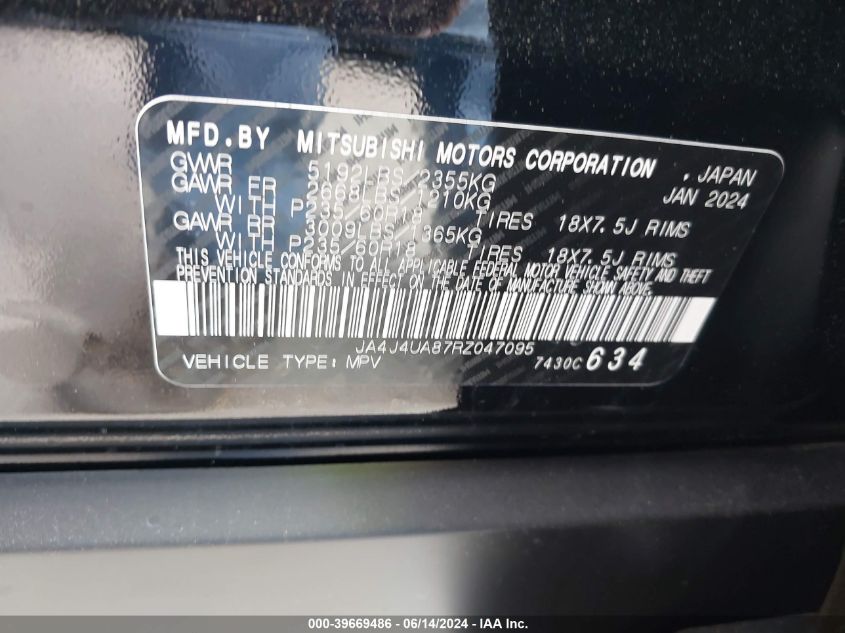 MFD.BY MITSUBISHI MOTORS CORPORATION , JAPAN
GVWR 5192LBS 2355KG JAN 2024
GAWR FR 2668LBS 1210KG
WITH P235/60R18 TIRES 18X7.5J RIMS
GAWR RR 3009LBS 1365KG
WITH P235/60R18 TIRES 18X7.5J RIMS
THIS VEHICLE CONFORMS TO ALL APPLICABLE FEDERAL MOTOR VEHICLE SAFETY AND THEFT
PREVENTION STANDARDS IN EFFECT ON THE DATE OF MANUFACTURE SHOWN ABOVE.
JA4J4UA87RZ047095
VEHICLE TYPE: MPV 7430C 634
000-39669486 - 06/14/2024 - iaai.com